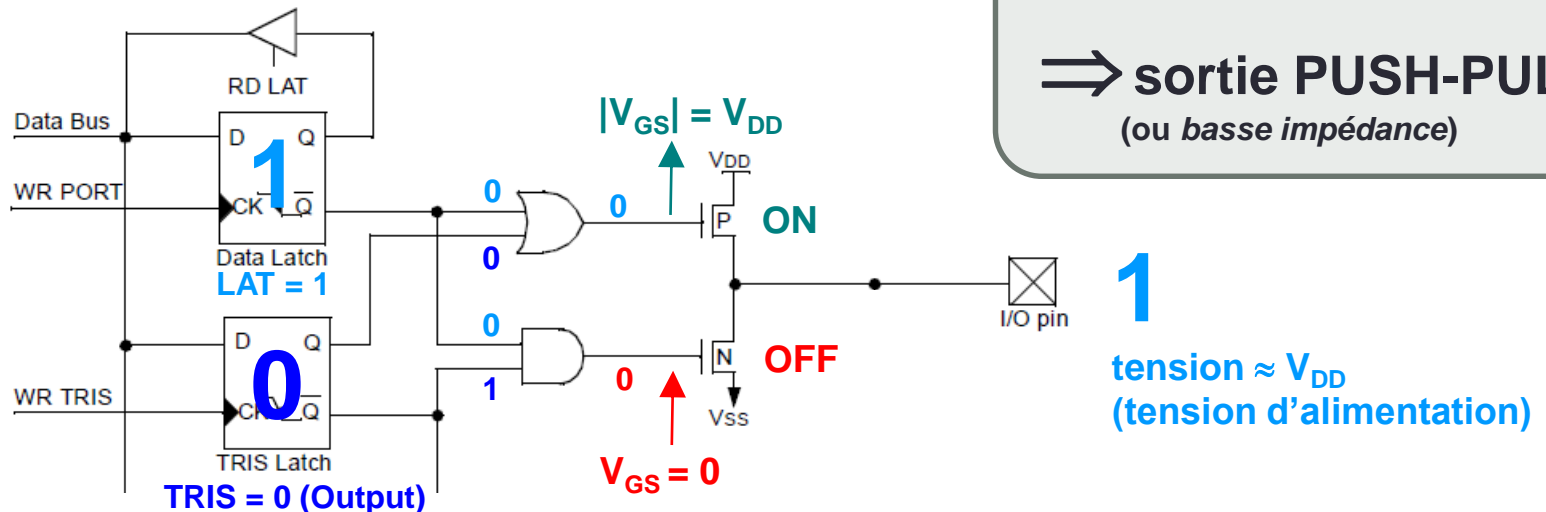 ⇒ sortie PUSH-PUL
(ou basse impédance)
RD LAT
Data Bus
D Q
1
WR PORT
CK Q
Data Latch
LAT = 1
0
0
0
|VGS| = VDD
VDD
P
ON
D Q
0
WR TRIS
CK Q
TRIS Latch
TRIS = 0 (Output)
0
1
0
N
OFF
VSS
VGS = 0
I/O pin
1
tension ≈ VDD
(tension d'alimentation)